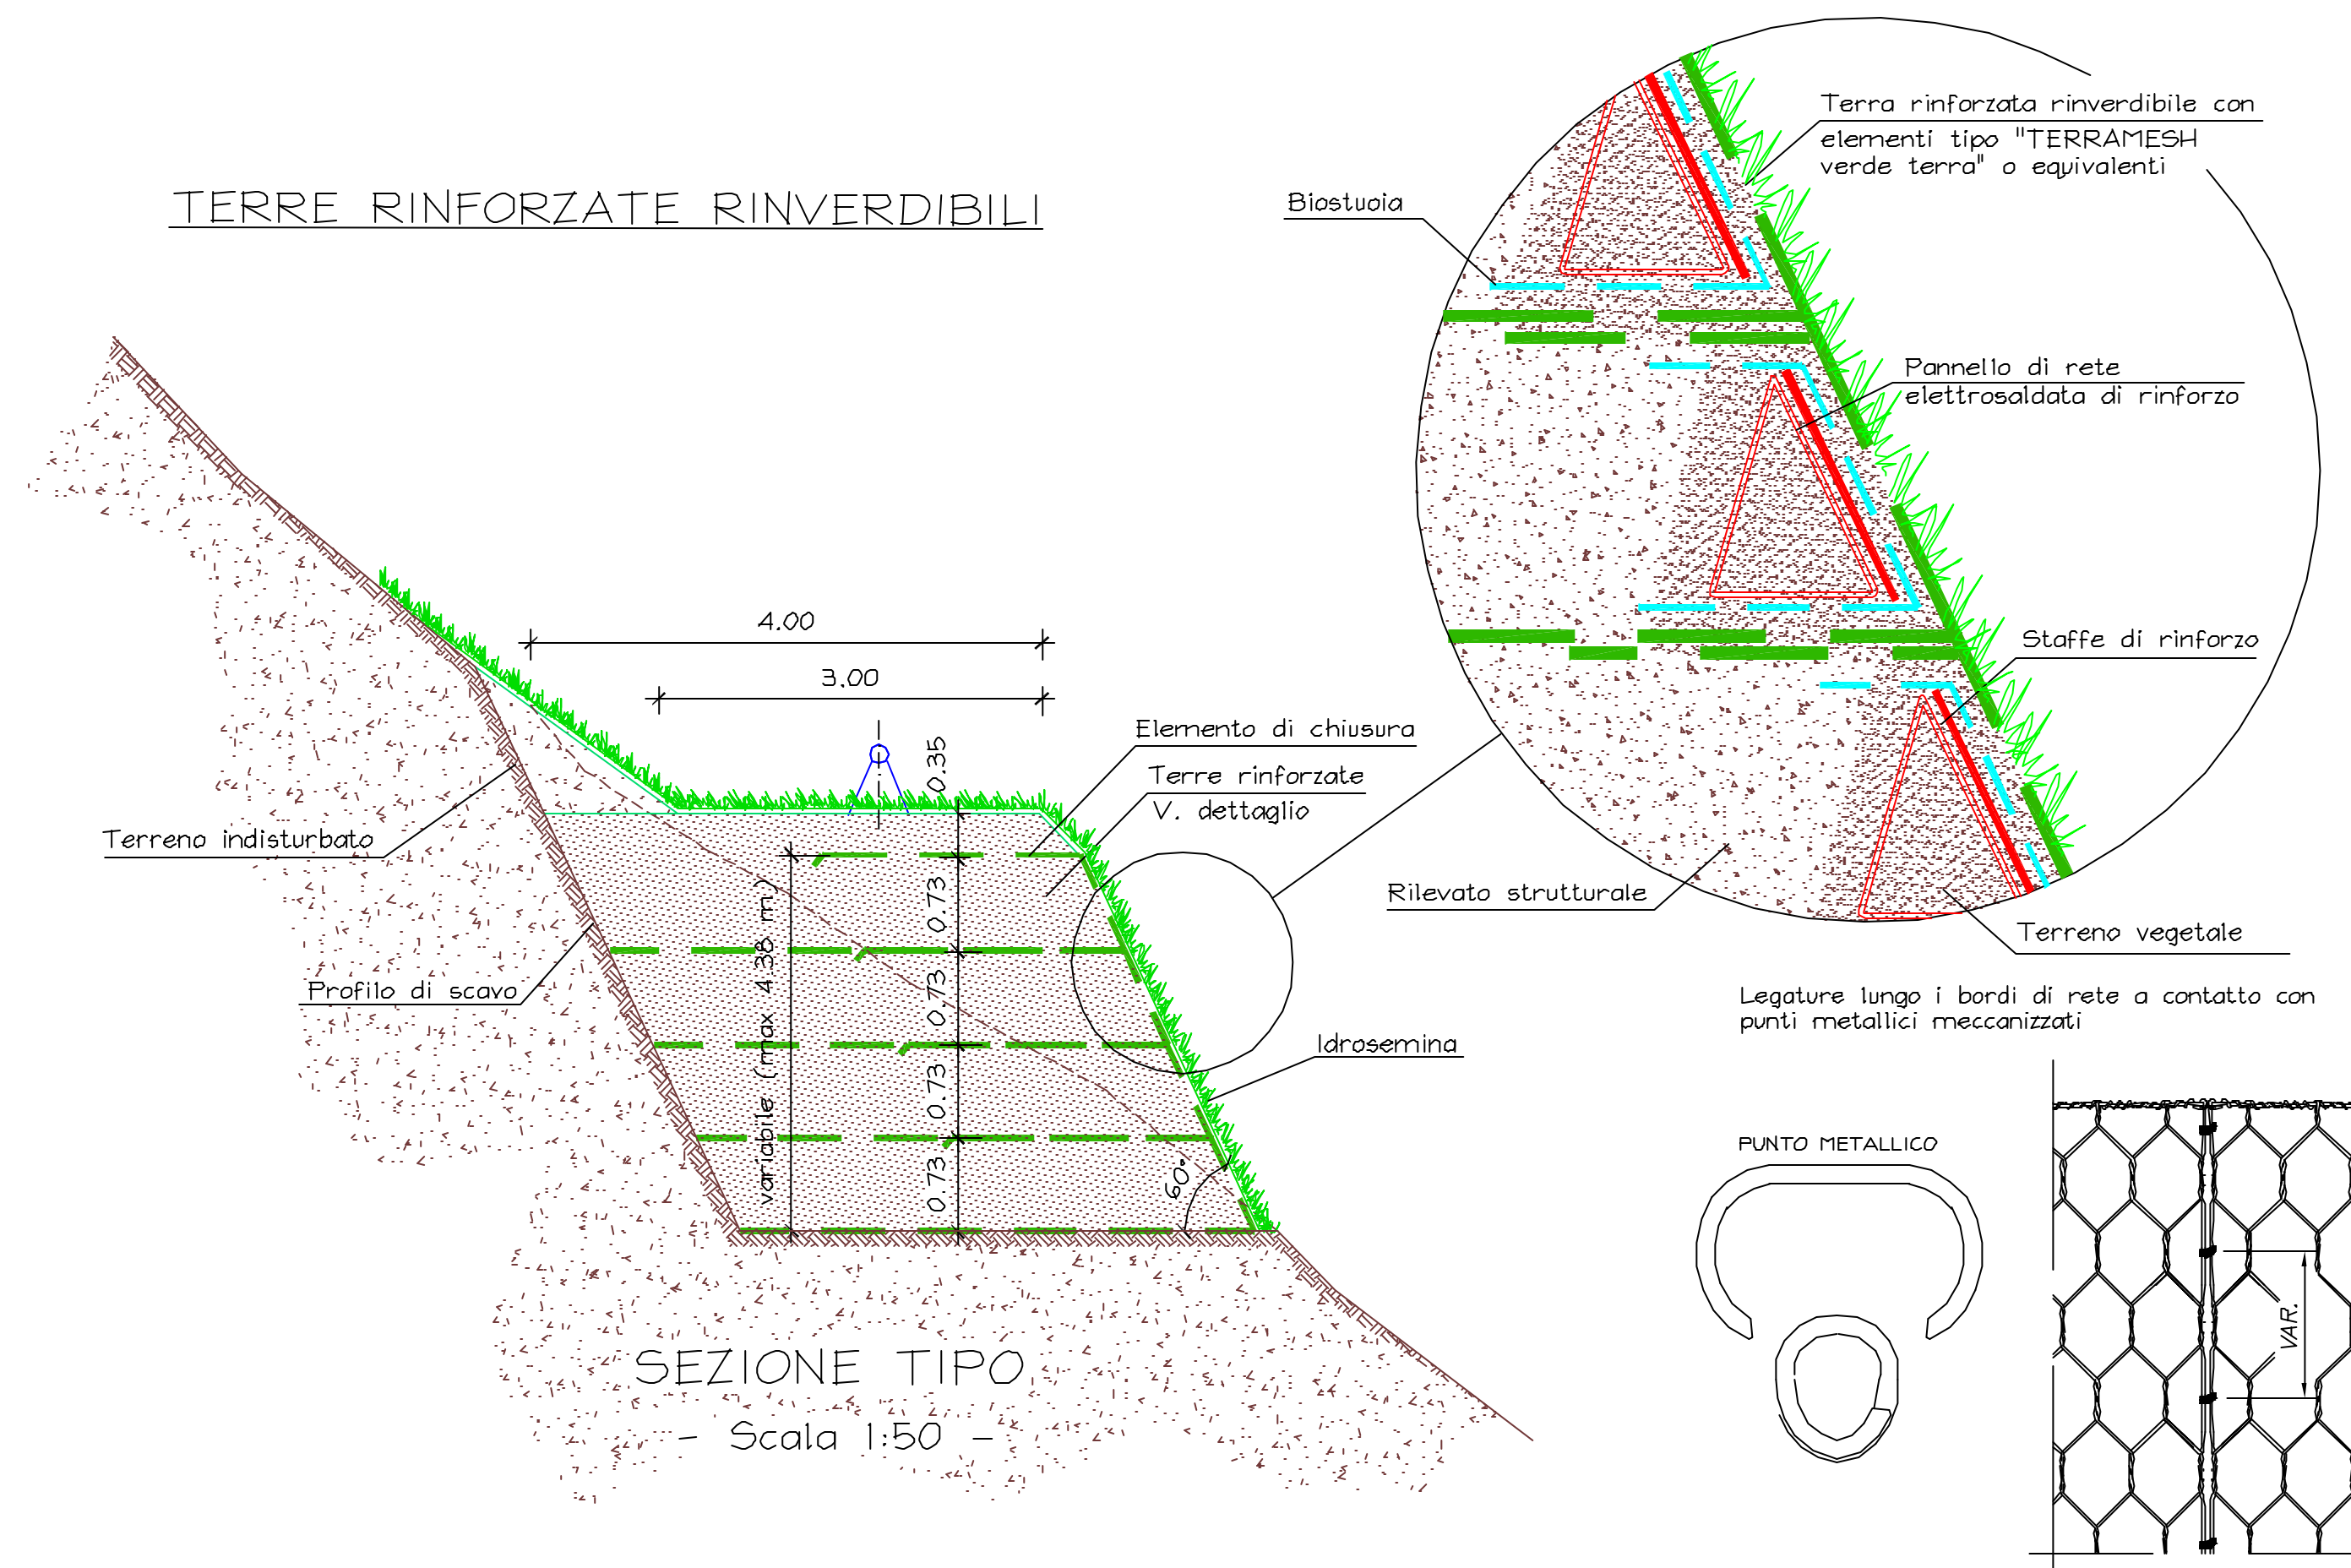 TERRE RINFORZATE RINVERDIBILI
Terra rinforzata rinverdibile con
elementi tipo "TERRAMESH
verde terra" o equivalenti
Biostuoia
Pannello di rete
elettrosaldata di rinforzo
Staffe di rinforzo
4.00
3.00
0.35
Elemento di chiusura
Terre rinforzate
V. dettaglio
Terreno indisturbato
Rilevato strutturale
Terreno vegetale
Profilo di scavo
variabile (max 4.38 m)
0.73
0.73
0.73
0.73
60°
Idrosemina
Legature lungo i bordi di rete a contatto con
punti metallici meccanizzati
PUNTO METALLICO
VAR.
SEZIONE TIPO
- Scala 1:50 -